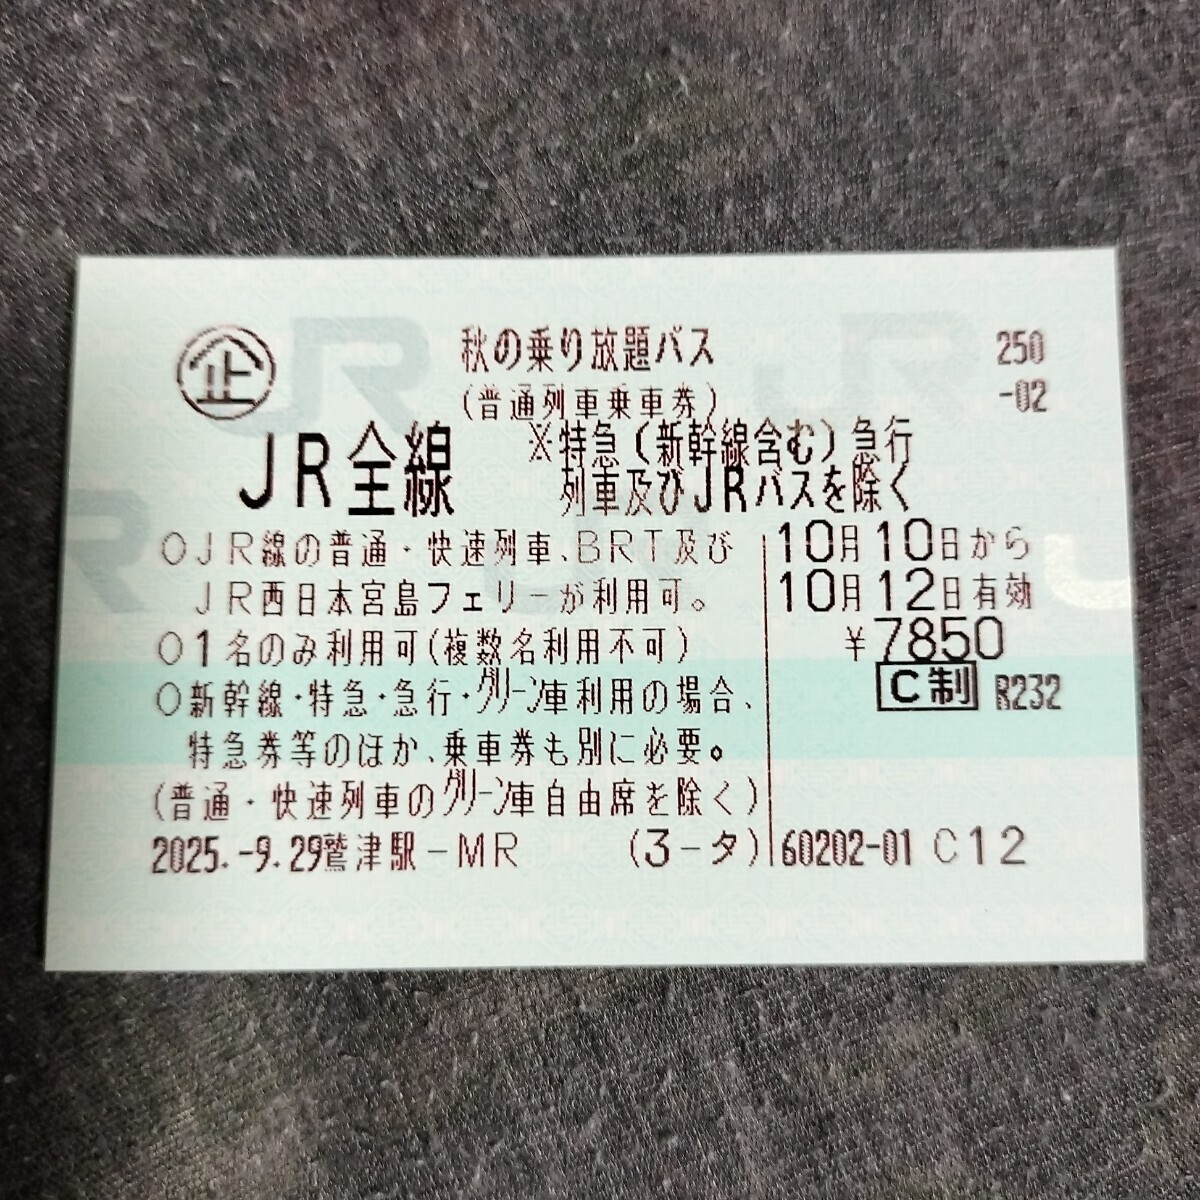 企 秋の乗り放題パス 250
(普通列車乗車券) -02
JR全線 ※特急(新幹線含む)急行
列車及びJRバスを除く
○JR線の普通・快速列車、BRT及び 10月10日から
JR西日本宮島フェリーが利用可。 10月12日有効
○1名のみ利用可(複数名利用不可) ¥7850
○新幹線・特急・急行・グリーン車利用の場合、 C制 R232
特急券等のほか、乗車券も別に必要。
(普通・快速列車のグリーン車自由席を除く)
2025.-9.29鷲津駅-MR (3-タ) 60202-01 C12